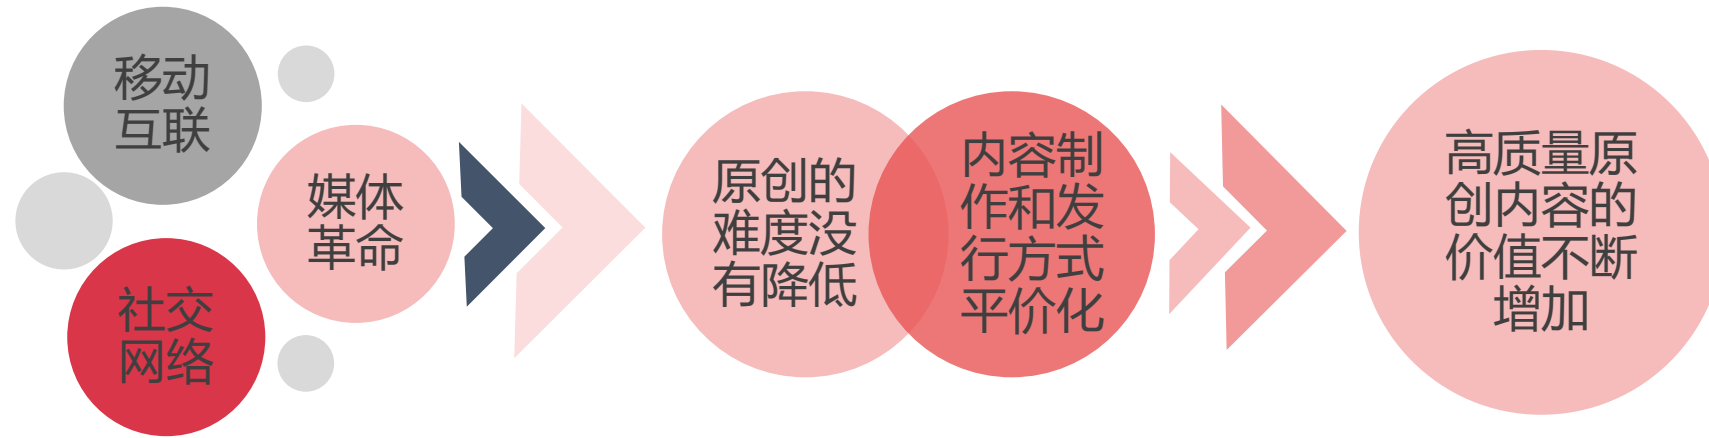 移动
互联
媒体
革命
社交
网络
原创的
难度没
有降低
内容制
作和发
行方式
平价化
高质量原
创内容的
价值不断
增加